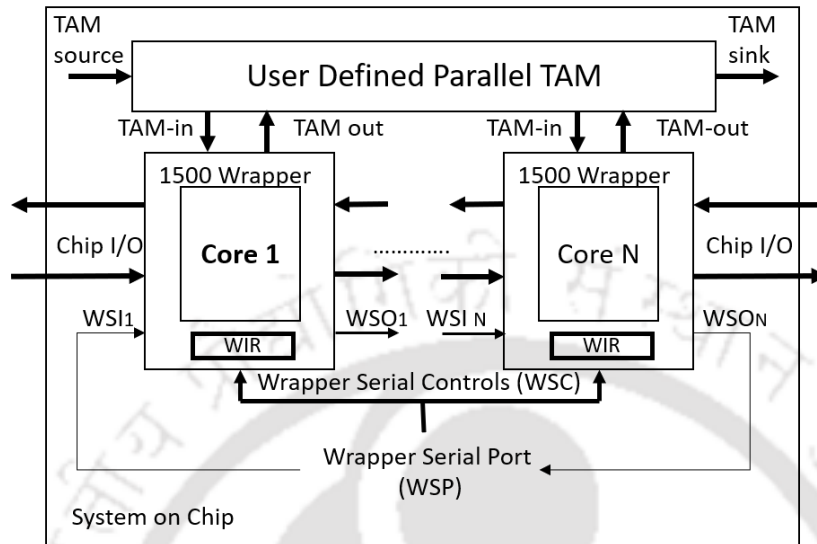 TAM source
TAM sink
User Defined Parallel TAM
TAM-in
TAM out
TAM-in
TAM-out
1500 Wrapper
1500 Wrapper
Chip I/O
Core 1
.............
Core N
Chip I/O
WSI1
WSO1
WSI N
WSON
WIR
WIR
Wrapper Serial Controls (WSC)
Wrapper Serial Port
(WSP)
System on Chip